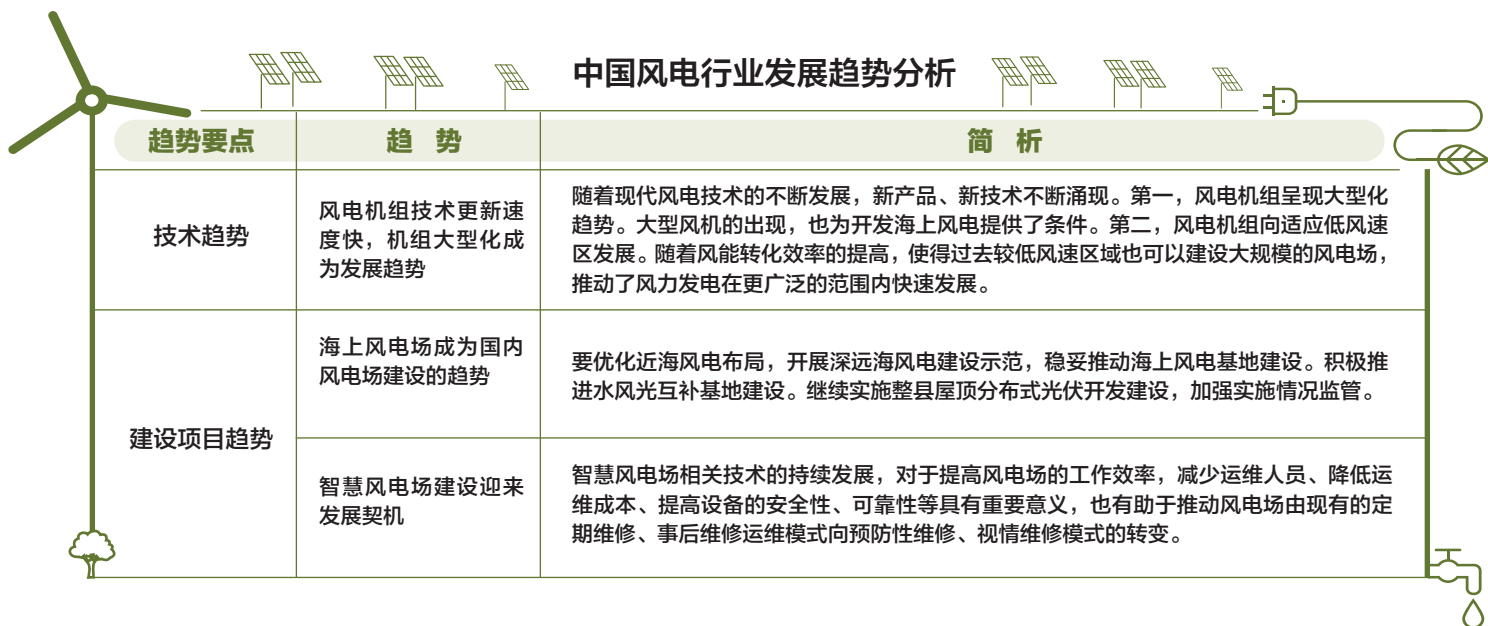 中国风电行业发展趋势分析
趋势要点
趋 势
简 析
技术趋势
风电机组技术更新速
度快，机组大型化成
为发展趋势
随着现代风电技术的不断发展，新产品、新技术不断涌现。第一，风电机组呈现大型化
趋势。大型风机的出现，也为开发海上风电提供了条件。第二，风电机组向适应低风速
区发展。随着风能转化效率的提高，使得过去较低风速区域也可以建设大规模的风电场，
推动了风力发电在更广泛的范围内快速发展。
建设项目趋势
海上风电场成为国内
风电场建设的趋势
要优化近海风电布局，开展深远海风电建设示范，稳妥推动海上风电基地建设。积极推
进水风光互补基地建设。继续实施整县屋顶分布式光伏开发建设，加强实施情况监管。
智慧风电场建设迎来
发展契机
智慧风电场相关技术的持续发展，对于提高风电场的工作效率，减少运维人员、降低运
维成本、提高设备的安全性、可靠性等具有重要意义，也有助于推动风电场由现有的定
期维修、事后维修运维模式向预防性维修、视情维修模式的转变。